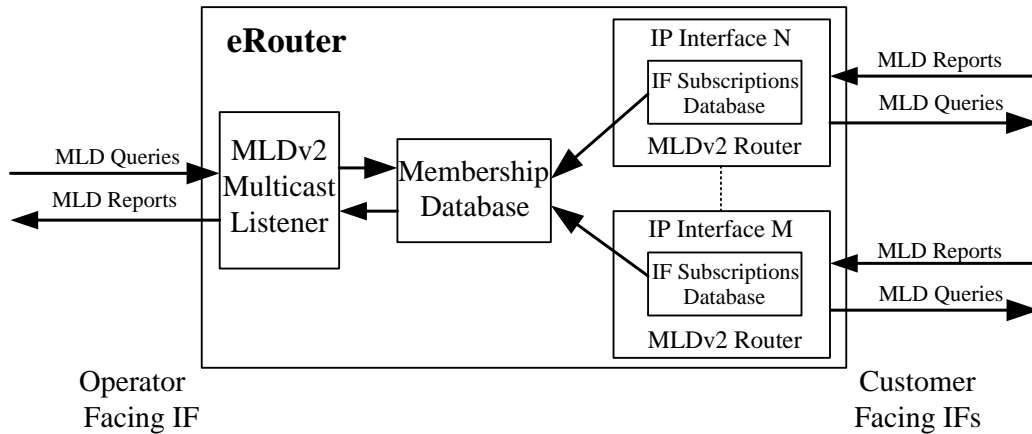 eRouter
IP Interface N
IF Subscriptions
Database
MLDv2 Router
MLD Reports
MLD Queries
MLD Queries
MLD Reports
MLDv2
Multicast
Listener
Membership
Database
IP Interface M
IF Subscriptions
Database
MLDv2 Router
MLD Reports
MLD Queries
Operator
Facing IF
Customer
Facing IFs